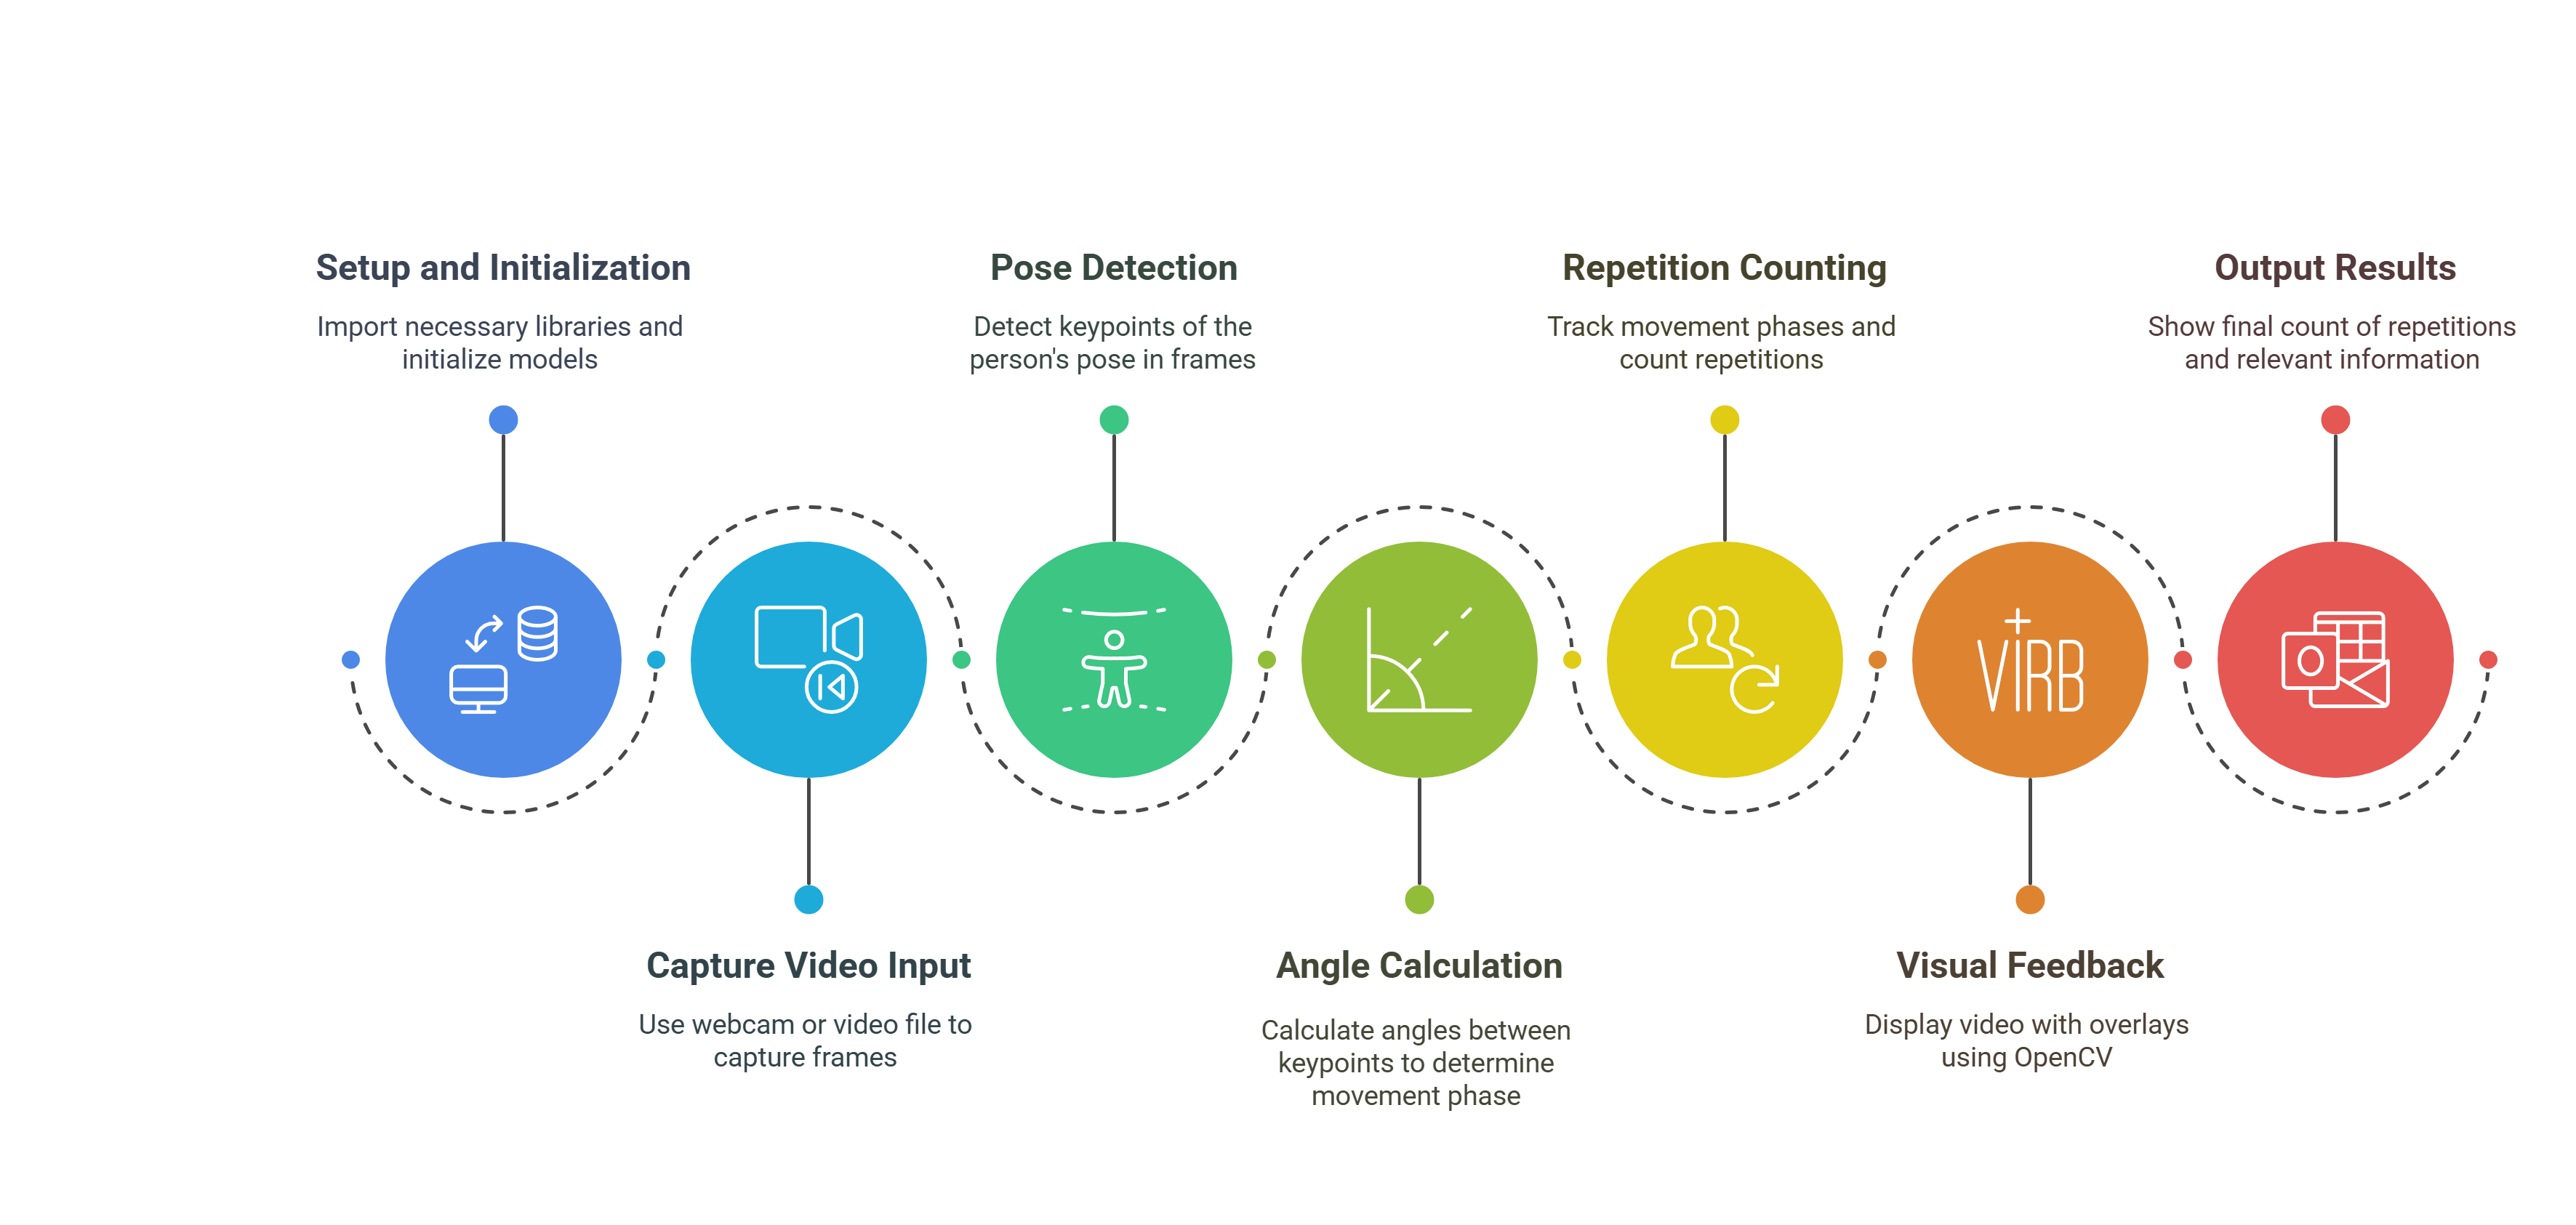 Setup and Initialization
Import necessary libraries and
initialize models
Pose Detection
Detect keypoints of the
person's pose in frames
Repetition Counting
Track movement phases and
count repetitions
Output Results
Show final count of repetitions
and relevant information
VIRB
Capture Video Input
Use webcam or video file to
capture frames
Angle Calculation
Calculate angles between
keypoints to determine
movement phase
Visual Feedback
Display video with overlays
using OpenCV